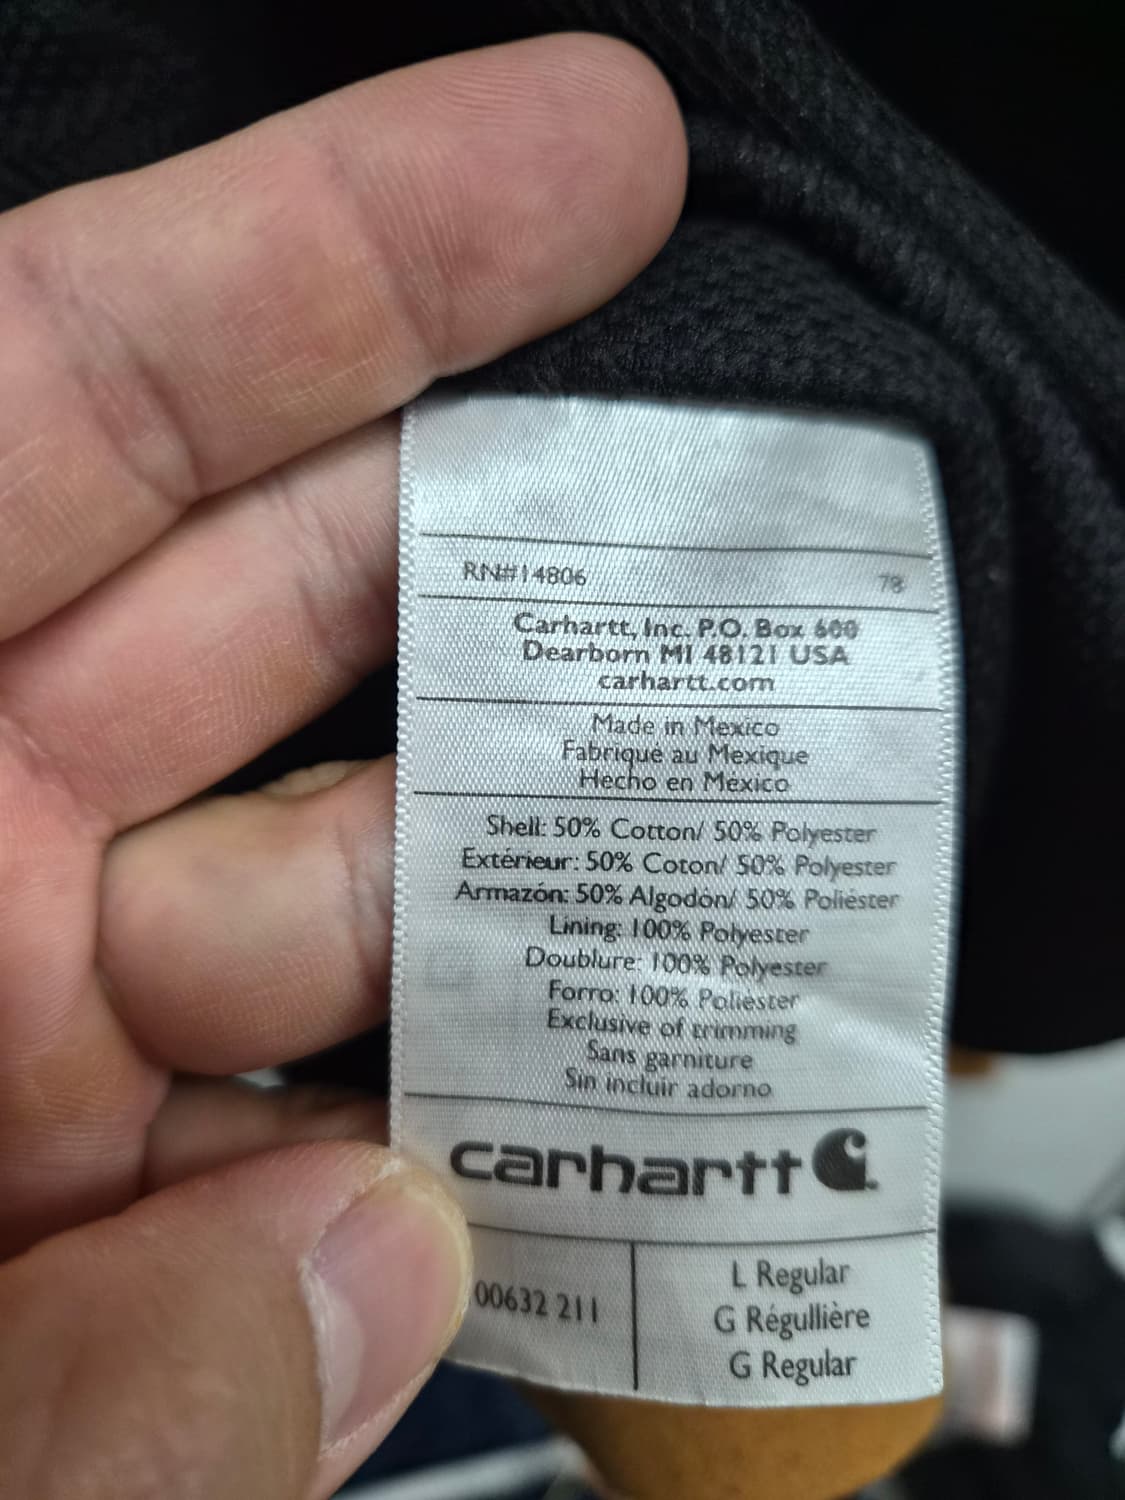 RN#14806 78
Carhartt, Inc. P.O. Box 600
Dearborn MI 48121 USA
carhartt.com
Made in Mexico
Fabriqué au Mexique
Hecho en México
Shell: 50% Cotton/ 50% Polyester
Extérieur: 50% Coton/ 50% Polyester
Armazón: 50% Algodón/ 50% Poliéster
Lining: 100% Polyester
Doublure: 100% Polyester
Forro: 100% Poliéster
Exclusive of trimming
Sans garniture
Sin incluir adorno
carhartt
00632 211
L Regular
G Régullière
G Regular